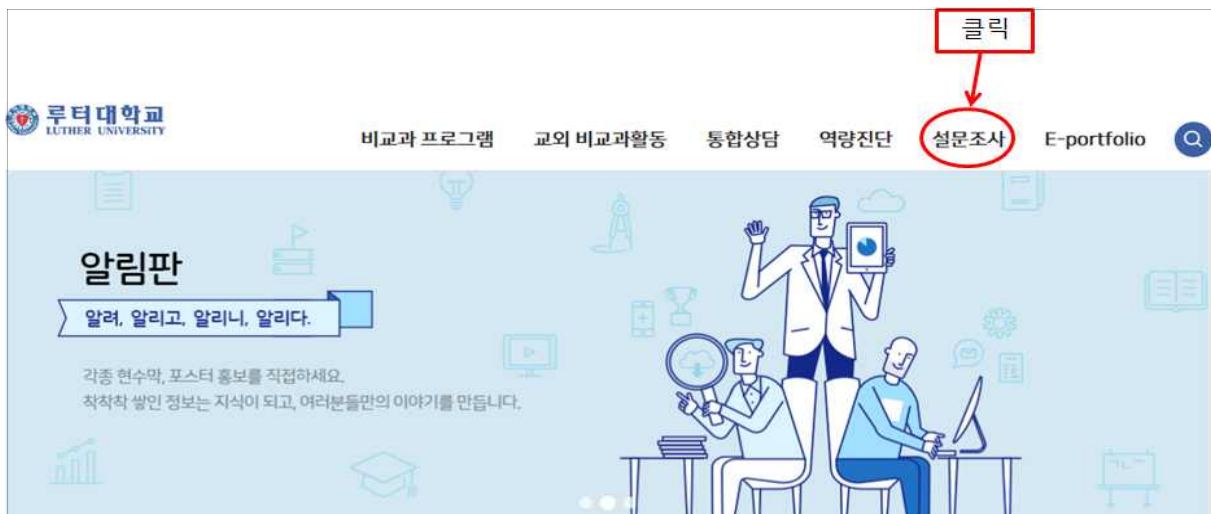 클릭
루터대학교
LUTHER UNIVERSITY
비교과 프로그램 교외 비교과활동 통합상담 역량진단 설문조사 E-portfolio
알림판
알려, 알리고, 알리니, 알리다.
각종 현수막, 포스터 홍보를 직접하세요.
착착착 쌓인 정보는 지식이 되고, 여러분들만의 이야기를 만듭니다.